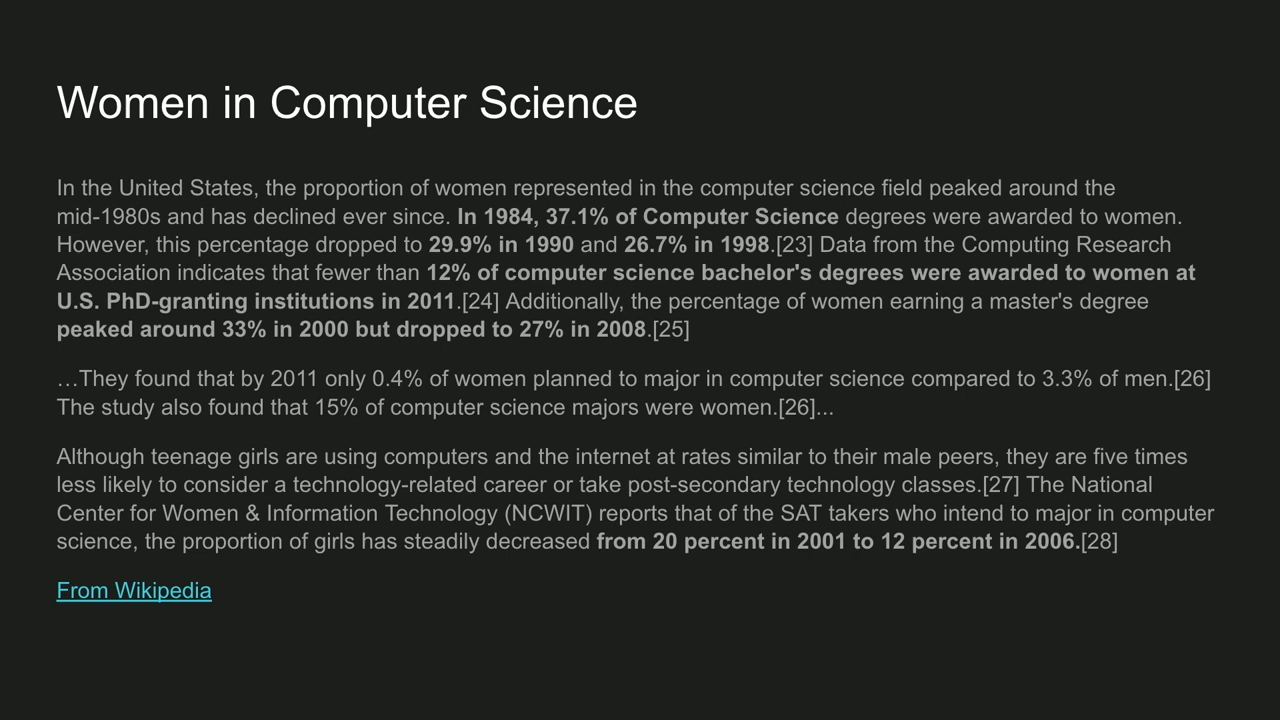 Women in Computer Science
In the United States, the proportion of women represented in the computer science field peaked around the
mid-1980s and has declined ever since. In 1984, 37.1% of Computer Science degrees were awarded to women.
However, this percentage dropped to 29.9% in 1990 and 26.7% in 1998.[23] Data from the Computing Research
Association indicates that fewer than 12% of computer science bachelor's degrees were awarded to women at
U.S. PhD-granting institutions in 2011.[24] Additionally, the percentage of women earning a master's degree
peaked around 33% in 2000 but dropped to 27% in 2008.[25]
…They found that by 2011 only 0.4% of women planned to major in computer science compared to 3.3% of men.[26]
The study also found that 15% of computer science majors were women.[26]...
Although teenage girls are using computers and the internet at rates similar to their male peers, they are five times
less likely to consider a technology-related career or take post-secondary technology classes.[27] The National
Center for Women & Information Technology (NCWIT) reports that of the SAT takers who intend to major in computer
science, the proportion of girls has steadily decreased from 20 percent in 2001 to 12 percent in 2006.[28]
From Wikipedia